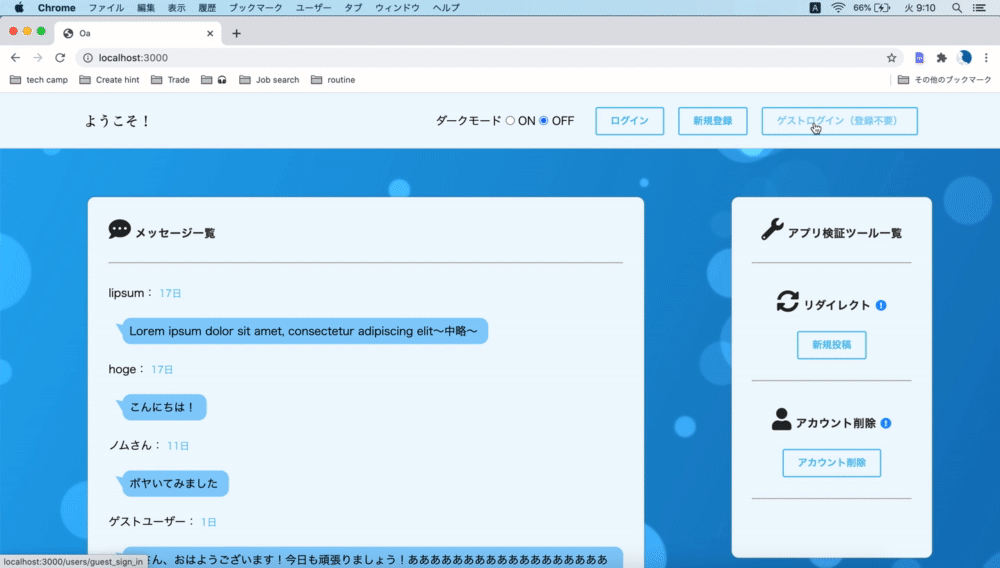 Chrome ファイル 編集 表示 履歴 ブックマーク ユーザー タブ ウィンドウ ヘルプ A 66% 火 9:10
Oa
localhost:3000
tech camp Create hint Trade Job search routine その他のブックマーク
ようこそ！ ダークモード ON OFF ログイン 新規登録 ゲストログイン（登録不要）
メッセージ一覧
lipsum： 17日
Lorem ipsum dolor sit amet, consectetur adipiscing elit〜中略〜
hoge： 17日
こんにちは！
ノムさん： 11日
ボヤいてみました
ゲストユーザー： 1日
さん、おはようございます！今日も頑張りましょう！ああああああああああああああああああ
アプリ検証ツール一覧
リダイレクト
新規投稿
アカウント削除
アカウント削除
localhost:3000/users/guest_sign_in